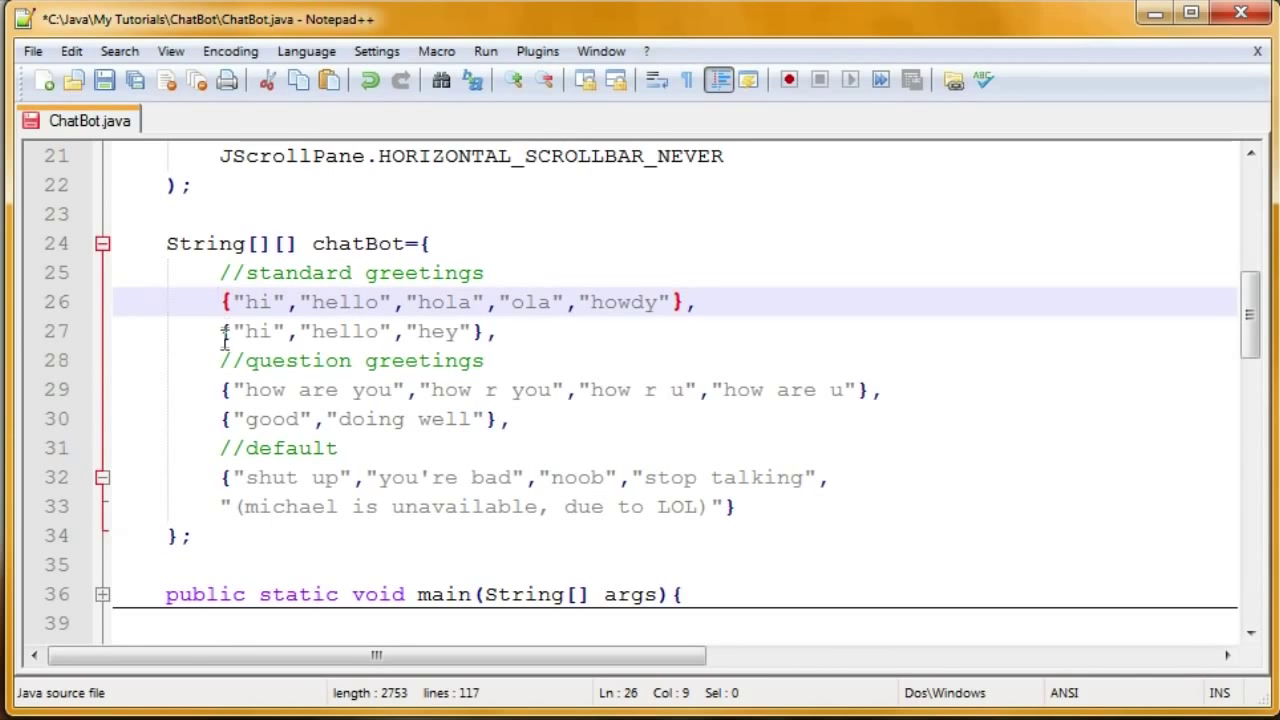 *C:\Java\My Tutorials\ChatBot\ChatBot.java - Notepad++
File Edit Search View Encoding Language Settings Macro Run Plugins Window ? X
ABC
ChatBot.java
21 JScrollPane.HORIZONTAL_SCROLLBAR_NEVER
22 );
23
24 String[][] chatBot={
25 //standard greetings
26 {"hi","hello","hola","ola","howdy"},
27 {"hi","hello","hey"},
28 //question greetings
29 {"how are you","how r you","how r u","how are u"},
30 {"good","doing well"},
31 //default
32 {"shut up","you're bad","noob","stop talking",
33 "(michael is unavailable, due to LOL)"}
34 };
35
36 public static void main(String[] args){
39
Java source file length : 2753 lines : 117 Ln : 26 Col : 9 Sel : 0 Dos\Windows ANSI INS